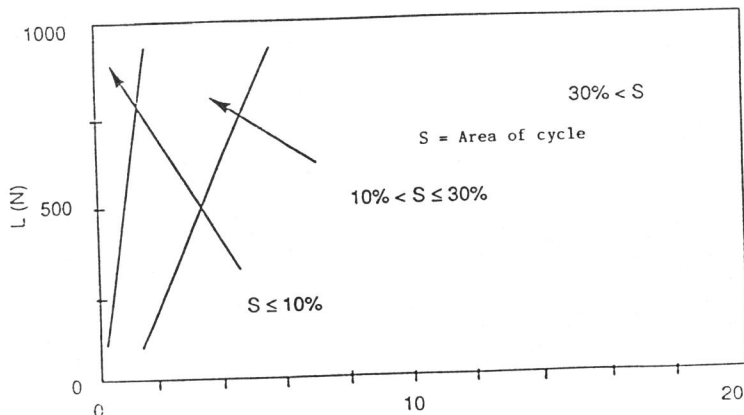 1000
30% < S
S = Area of cycle
10% < S ≤ 30%
L (N)
500
S ≤ 10%
0
0
10
20